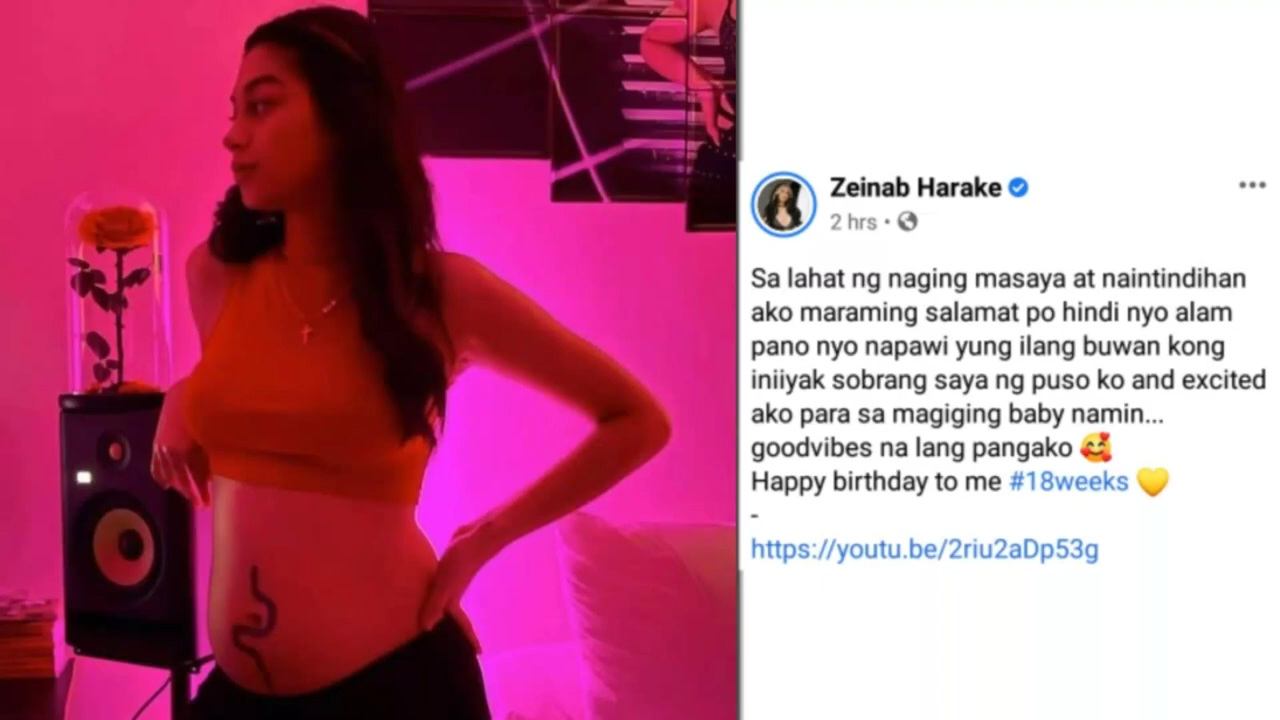 Zeinab Harake
2 hrs
Sa lahat ng naging masaya at naintindihan
ako maraming salamat po hindi nyo alam
pano nyo napawi yung ilang buwan kong
iniiyak sobrang saya ng puso ko and excited
ako para sa magiging baby namin...
goodvibes na lang pangako 🥰
Happy birthday to me #18weeks 💛
-
https://youtu.be/2riu2aDp53g